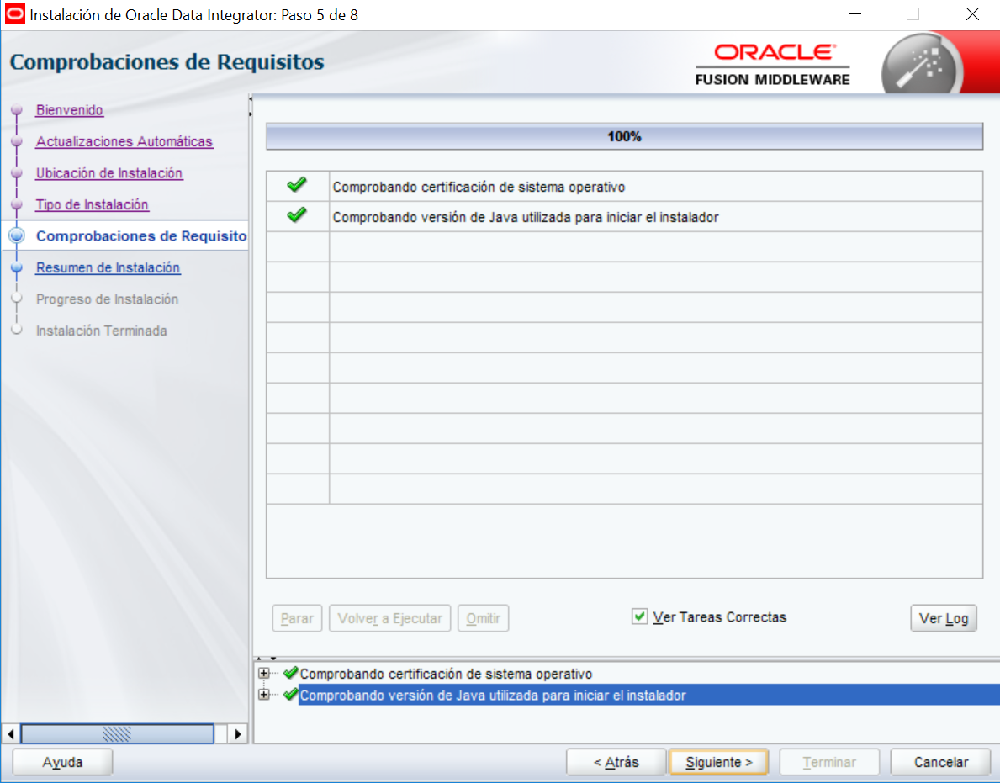 Instalación de Oracle Data Integrator: Paso 5 de 8
Comprobaciones de Requisitos
ORACLE
FUSION MIDDLEWARE
Bienvenido
Actualizaciones Automáticas
Ubicación de Instalación
Tipo de Instalación
Comprobaciones de Requisito
Resumen de Instalación
Progreso de Instalación
Instalación Terminada
100%
Comprobando certificación de sistema operativo
Comprobando versión de Java utilizada para iniciar el instalador
Parar
Volver a Ejecutar
Omitir
Ver Tareas Correctas
Ver Log
Comprobando certificación de sistema operativo
Comprobando versión de Java utilizada para iniciar el instalador
Ayuda
< Atrás
Siguiente >
Terminar
Cancelar